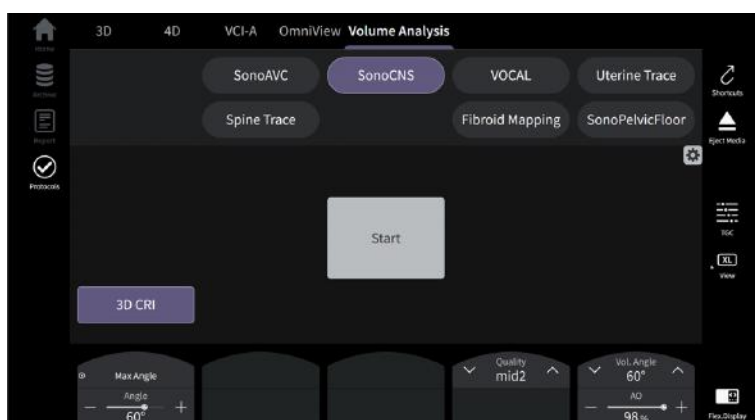 Home
3D 4D VCI-A OmniView Volume Analysis
Archive
SonoAVC SonoCNS VOCAL Uterine Trace
Shortcuts
Report
Spine Trace Fibroid Mapping SonoPelvicFloor
Eject Media
Protocols
Start
TGC
XL
View
3D CRI
Max Angle
Quality
mid2
Vol. Angle
60°
Angle
60°
AO
98 %
Flex.Display